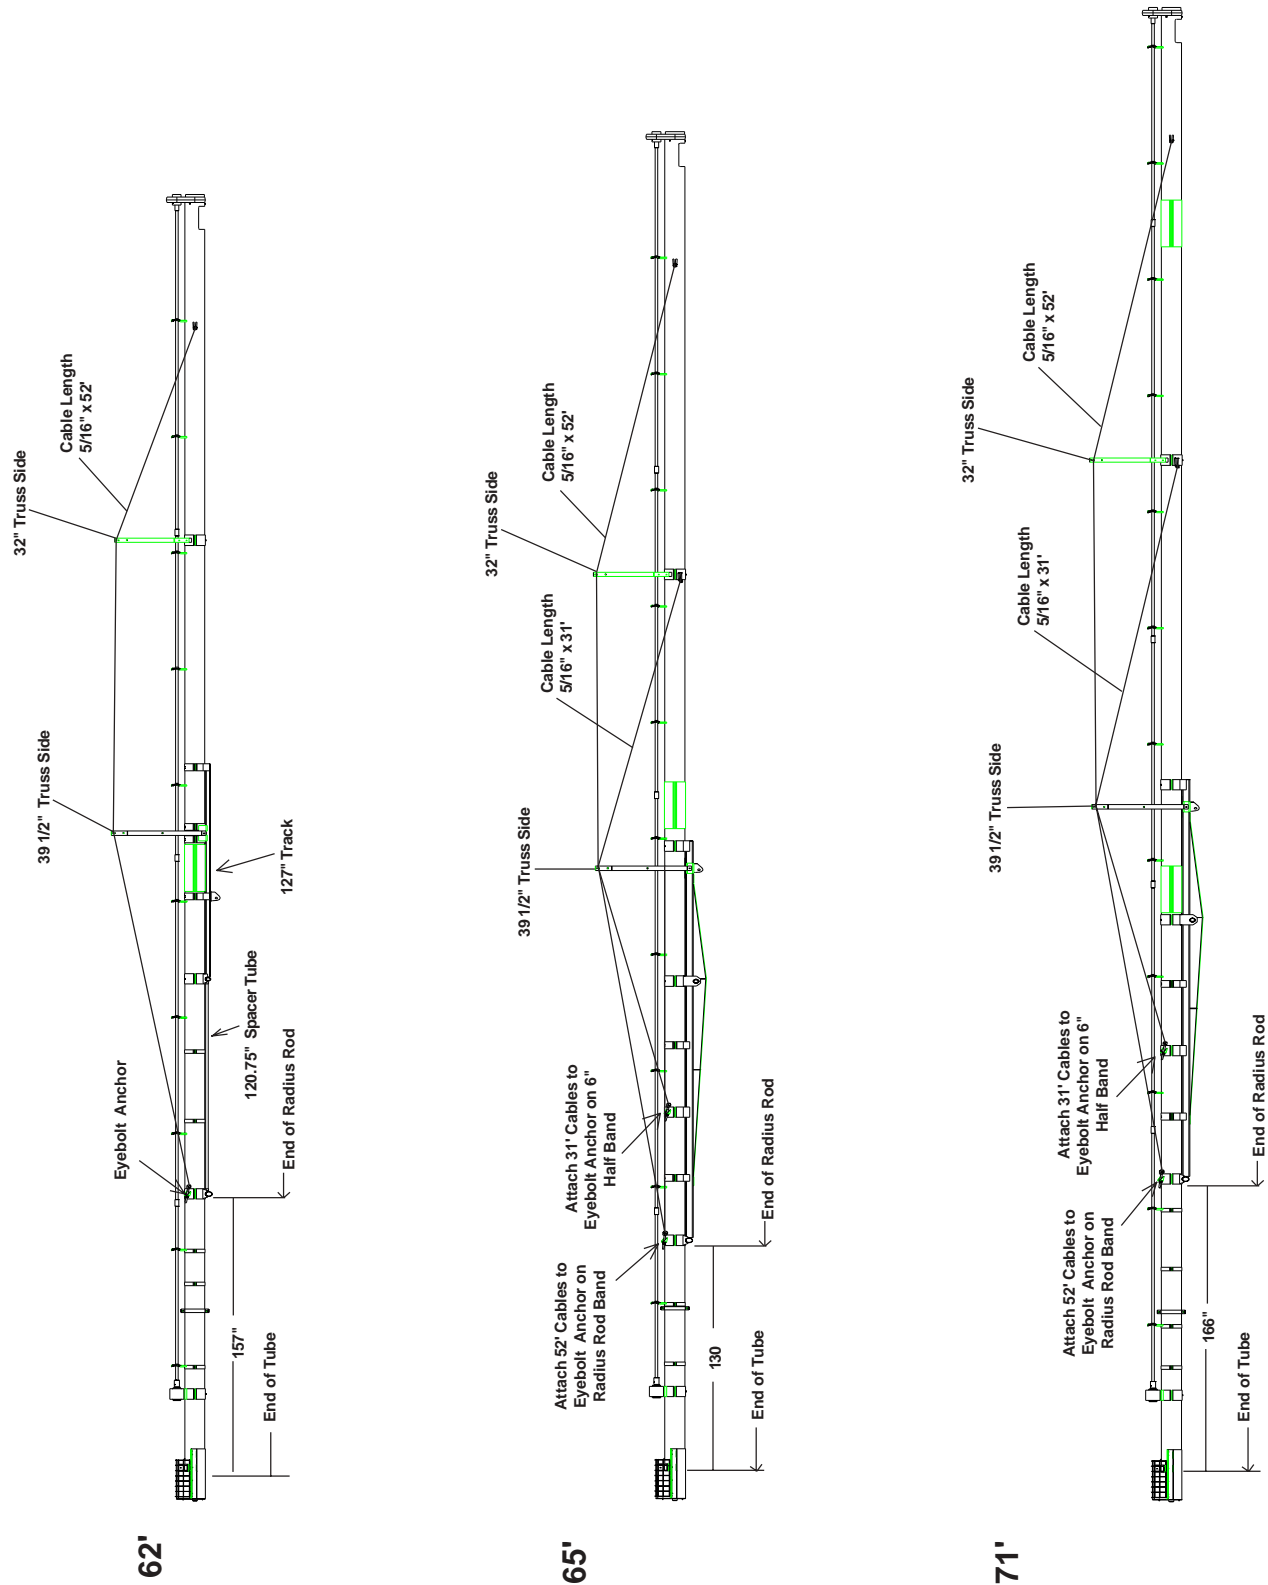 62'
32" Truss Side
Cable Length
5/16" x 52'
39 1/2" Truss Side
127" Track
120.75" Spacer Tube
Eyebolt Anchor
End of Radius Rod
157"
End of Tube
65'
32" Truss Side
Cable Length
5/16" x 52'
Cable Length
5/16" x 31'
39 1/2" Truss Side
Attach 31' Cables to
Eyebolt Anchor on 6"
Half Band
Attach 52' Cables to
Eyebolt Anchor on
Radius Rod Band
End of Radius Rod
130
End of Tube
71'
32" Truss Side
Cable Length
5/16" x 52'
Cable Length
5/16" x 31'
39 1/2" Truss Side
Attach 31' Cables to
Eyebolt Anchor on 6"
Half Band
Attach 52' Cables to
Eyebolt Anchor on
Radius Rod Band
End of Radius Rod
166"
End of Tube